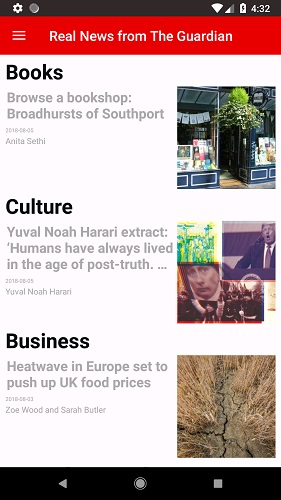 4:32
Real News from The Guardian
Books
Browse a bookshop:
Broadhursts of Southport
2018-08-05
Anita Sethi
Culture
Yuval Noah Harari extract:
‘Humans have always lived
in the age of post-truth. ...
2018-08-05
Yuval Noah Harari
Business
Heatwave in Europe set to
push up UK food prices
2018-08-03
Zoe Wood and Sarah Butler